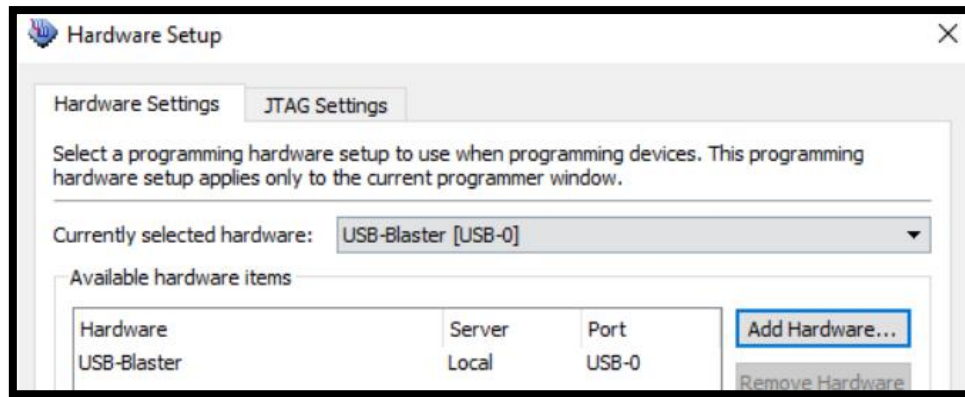 Hardware Setup
Hardware Settings
JTAG Settings
Select a programming hardware setup to use when programming devices. This programming
hardware setup applies only to the current programmer window.
Currently selected hardware:
USB-Blaster [USB-0]
Available hardware items
Hardware Server Port
USB-Blaster Local USB-0
Add Hardware...
Remove Hardware